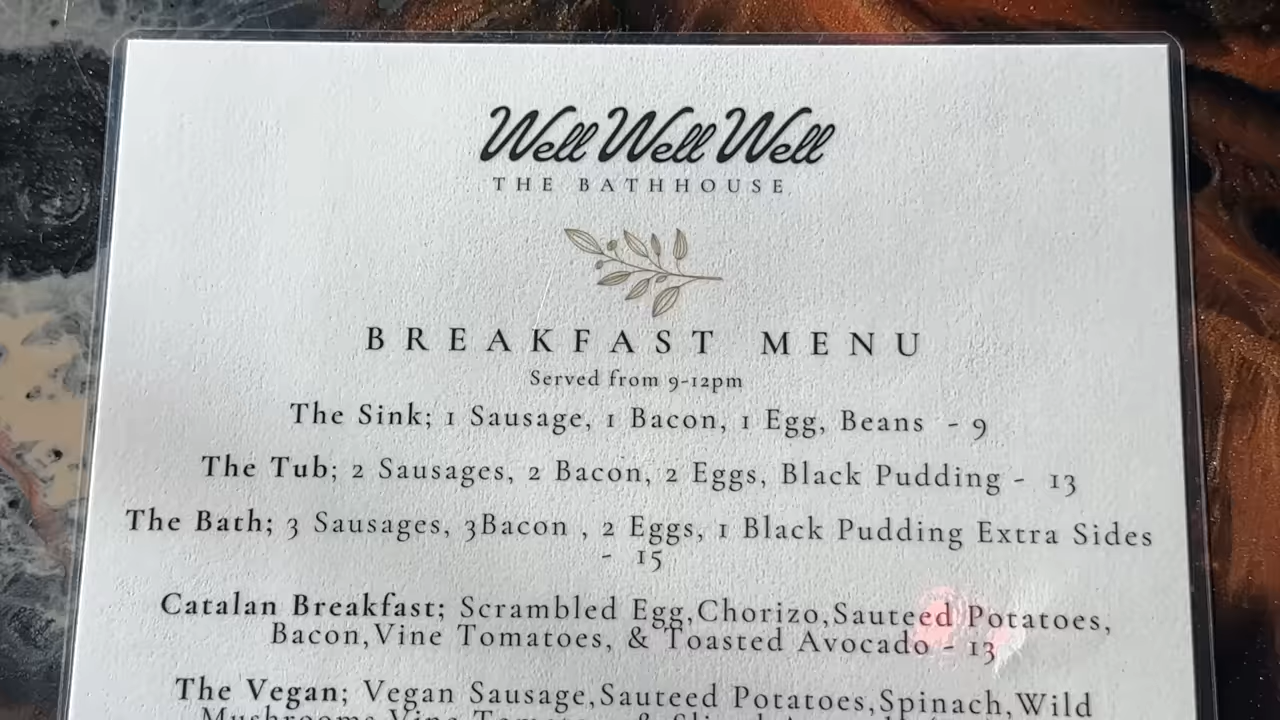 Well Well Well
THE BATHHOUSE
BREAKFAST MENU
Served from 9-12pm
The Sink; 1 Sausage, 1 Bacon, 1 Egg, Beans - 9
The Tub; 2 Sausages, 2 Bacon, 2 Eggs, Black Pudding - 13
The Bath; 3 Sausages, 3Bacon , 2 Eggs, 1 Black Pudding Extra Sides
- 15
Catalan Breakfast; Scrambled Egg,Chorizo,Sauteed Potatoes,
Bacon,Vine Tomatoes, & Toasted Avocado - 13
The Vegan; Vegan Sausage,Sauteed Potatoes,Spinach,Wild
Mushrooms,Vine